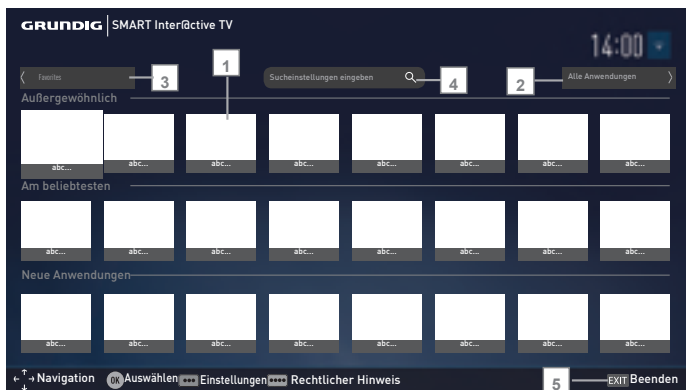 GRUNDIG SMART Inter@ctive TV
14:00
Favorites
3
1
Sucheinstellungen eingeben
4
2
Alle Anwendungen
Außergewöhnlich
abc... abc... abc... abc... abc... abc... abc... abc...
Am beliebtesten
abc... abc... abc... abc... abc... abc... abc... abc...
Neue Anwendungen
abc... abc... abc... abc... abc... abc... abc... abc...
Navigation OK Auswählen Einstellungen Rechtlicher Hinweis 5 EXIT Beenden